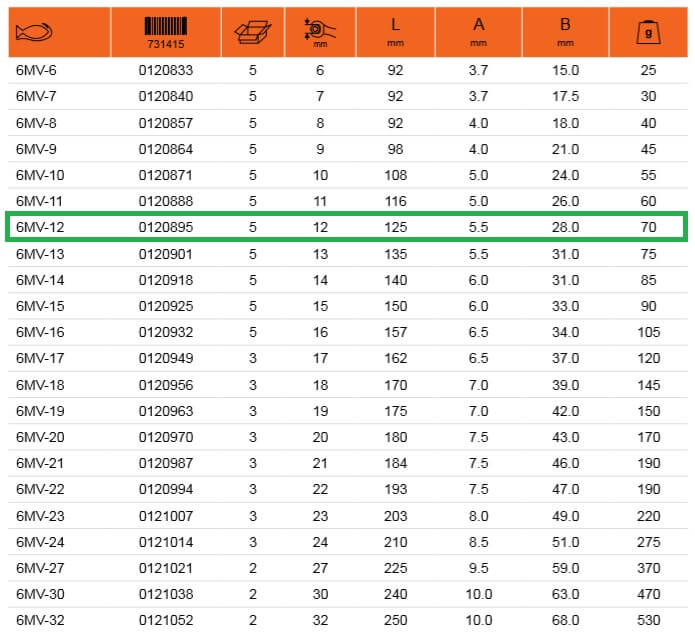 731415 mm L mm A mm B mm g
6MV-6 0120833 5 6 92 3.7 15.0 25
6MV-7 0120840 5 7 92 3.7 17.5 30
6MV-8 0120857 5 8 92 4.0 18.0 40
6MV-9 0120864 5 9 98 4.0 21.0 45
6MV-10 0120871 5 10 108 5.0 24.0 55
6MV-11 0120888 5 11 116 5.0 26.0 60
6MV-12 0120895 5 12 125 5.5 28.0 70
6MV-13 0120901 5 13 135 5.5 31.0 75
6MV-14 0120918 5 14 140 6.0 31.0 85
6MV-15 0120925 5 15 150 6.0 33.0 90
6MV-16 0120932 5 16 157 6.5 34.0 105
6MV-17 0120949 3 17 162 6.5 37.0 120
6MV-18 0120956 3 18 170 7.0 39.0 145
6MV-19 0120963 3 19 175 7.0 42.0 150
6MV-20 0120970 3 20 180 7.5 43.0 170
6MV-21 0120987 3 21 184 7.5 46.0 190
6MV-22 0120994 3 22 193 7.5 47.0 190
6MV-23 0121007 3 23 203 8.0 49.0 220
6MV-24 0121014 3 24 210 8.5 51.0 275
6MV-27 0121021 2 27 225 9.5 59.0 370
6MV-30 0121038 2 30 240 10.0 63.0 470
6MV-32 0121052 2 32 250 10.0 68.0 530